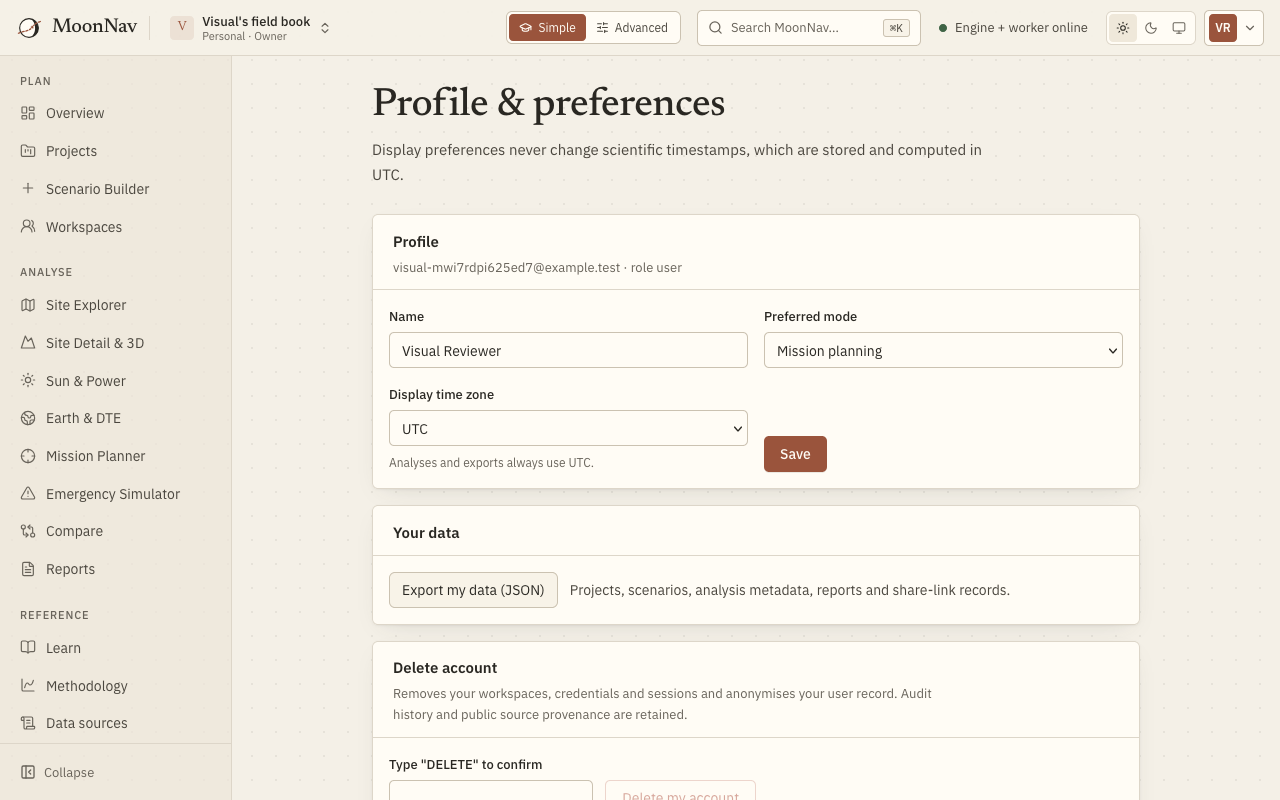 MoonNav
V
Visual's field book
Personal · Owner
Simple
Advanced
Search MoonNav...
⌘K
Engine + worker online
VR
PLAN
Overview
Projects
Scenario Builder
Workspaces
ANALYSE
Site Explorer
Site Detail & 3D
Sun & Power
Earth & DTE
Mission Planner
Emergency Simulator
Compare
Reports
REFERENCE
Learn
Methodology
Data sources
Collapse
Profile & preferences
Display preferences never change scientific timestamps, which are stored and computed in
UTC.
Profile
visual-mwi7rdpi625ed7@example.test · role user
Name
Preferred mode
Visual Reviewer
Mission planning
Display time zone
UTC
Analyses and exports always use UTC.
Save
Your data
Export my data (JSON)
Projects, scenarios, analysis metadata, reports and share-link records.
Delete account
Removes your workspaces, credentials and sessions and anonymises your user record. Audit
history and public source provenance are retained.
Type "DELETE" to confirm
Delete my account